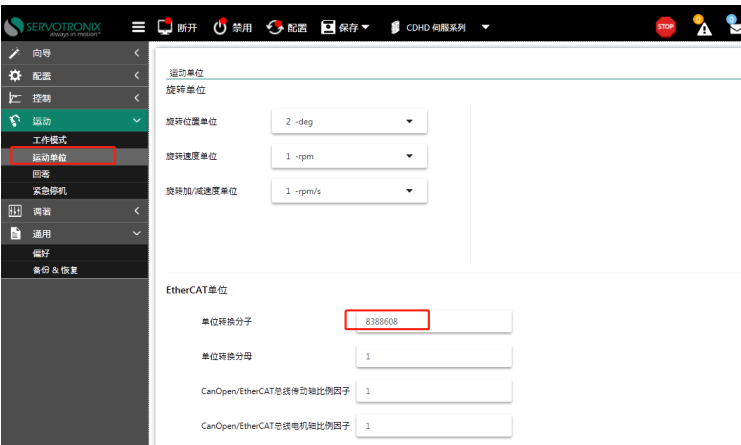 SERVOTRONIX
always in motion™
断开
禁用
配置
保存
CDHD 伺服系列
STOP
0
0
向导
配置
控制
运动
工作模式
运动单位
回零
紧急停机
调谐
通用
偏好
备份 & 恢复
运动单位
旋转单位
旋转位置单位 2 -deg
旋转速度单位 1 -rpm
旋转加/减速度单位 1 -rpm/s
EtherCAT单位
单位转换分子 8388608
单位转换分母 1
CanOpen/EtherCAT总线传动轴比例因子 1
CanOpen/EtherCAT总线电机轴比例因子 1